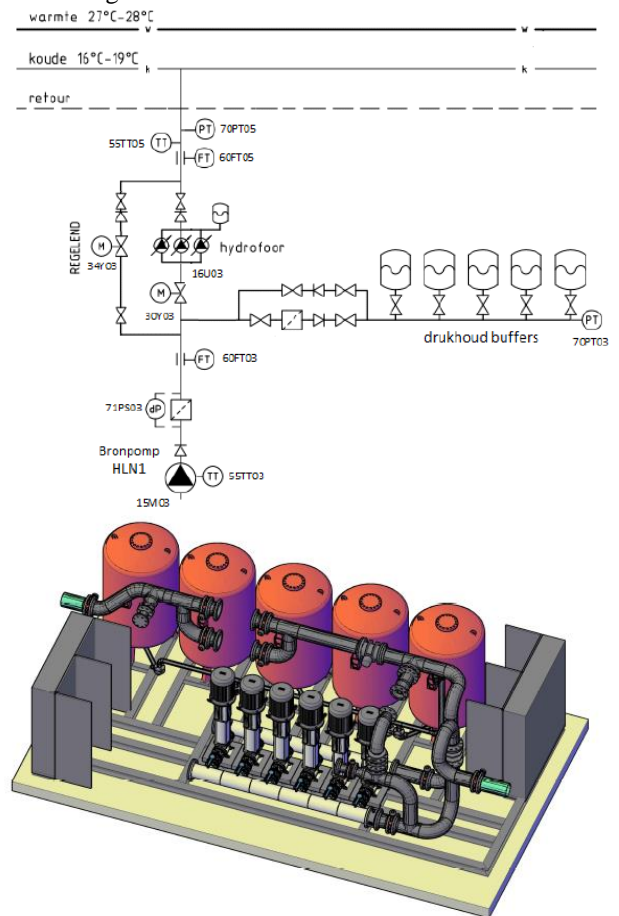 warmte 27°C-28°C
w w
koude 16°C-19°C
k k
retour
PT 70PT05
55TT05 TT
FT 60FT05
REGELEND
M
34Y03
hydrofoor
16U03
M
30Y03
drukhoud buffers
PT
70PT03
FT 60FT03
71PS03 dP
Bronpomp
HLN1
TT 55TT03
15M03